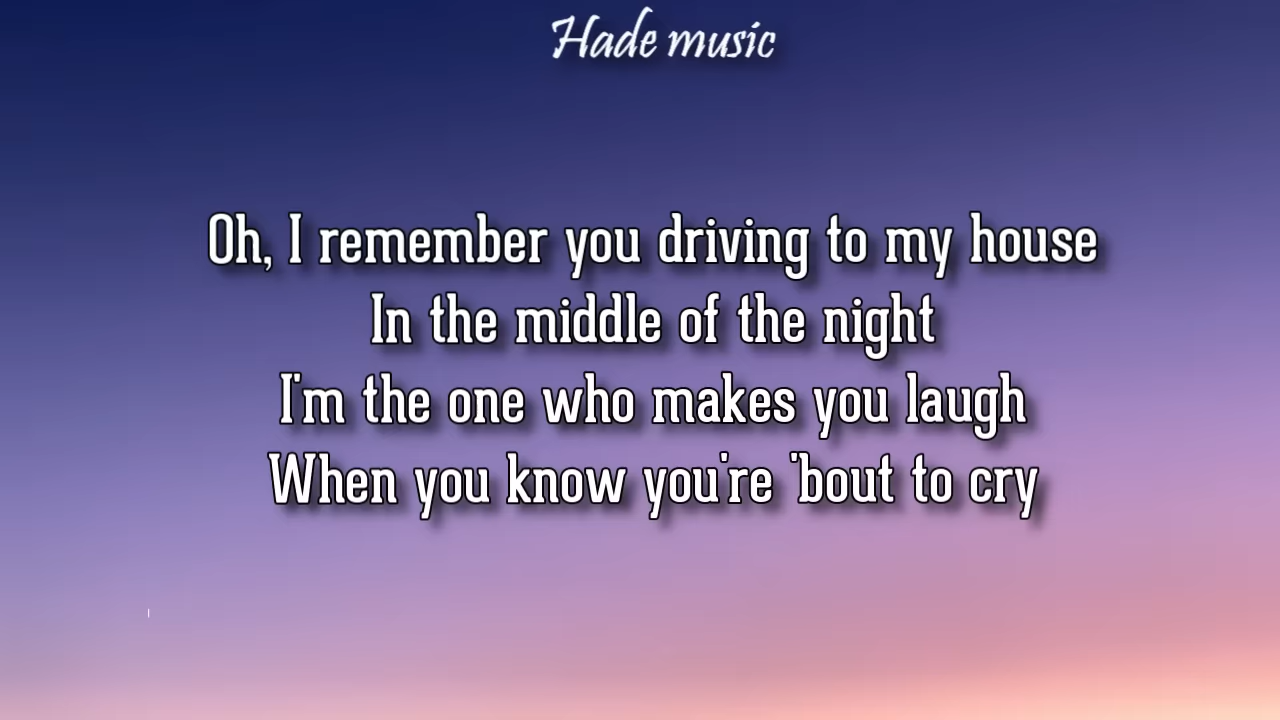 Hade music
Oh, I remember you driving to my house
In the middle of the night
I'm the one who makes you laugh
When you know you're 'bout to cry